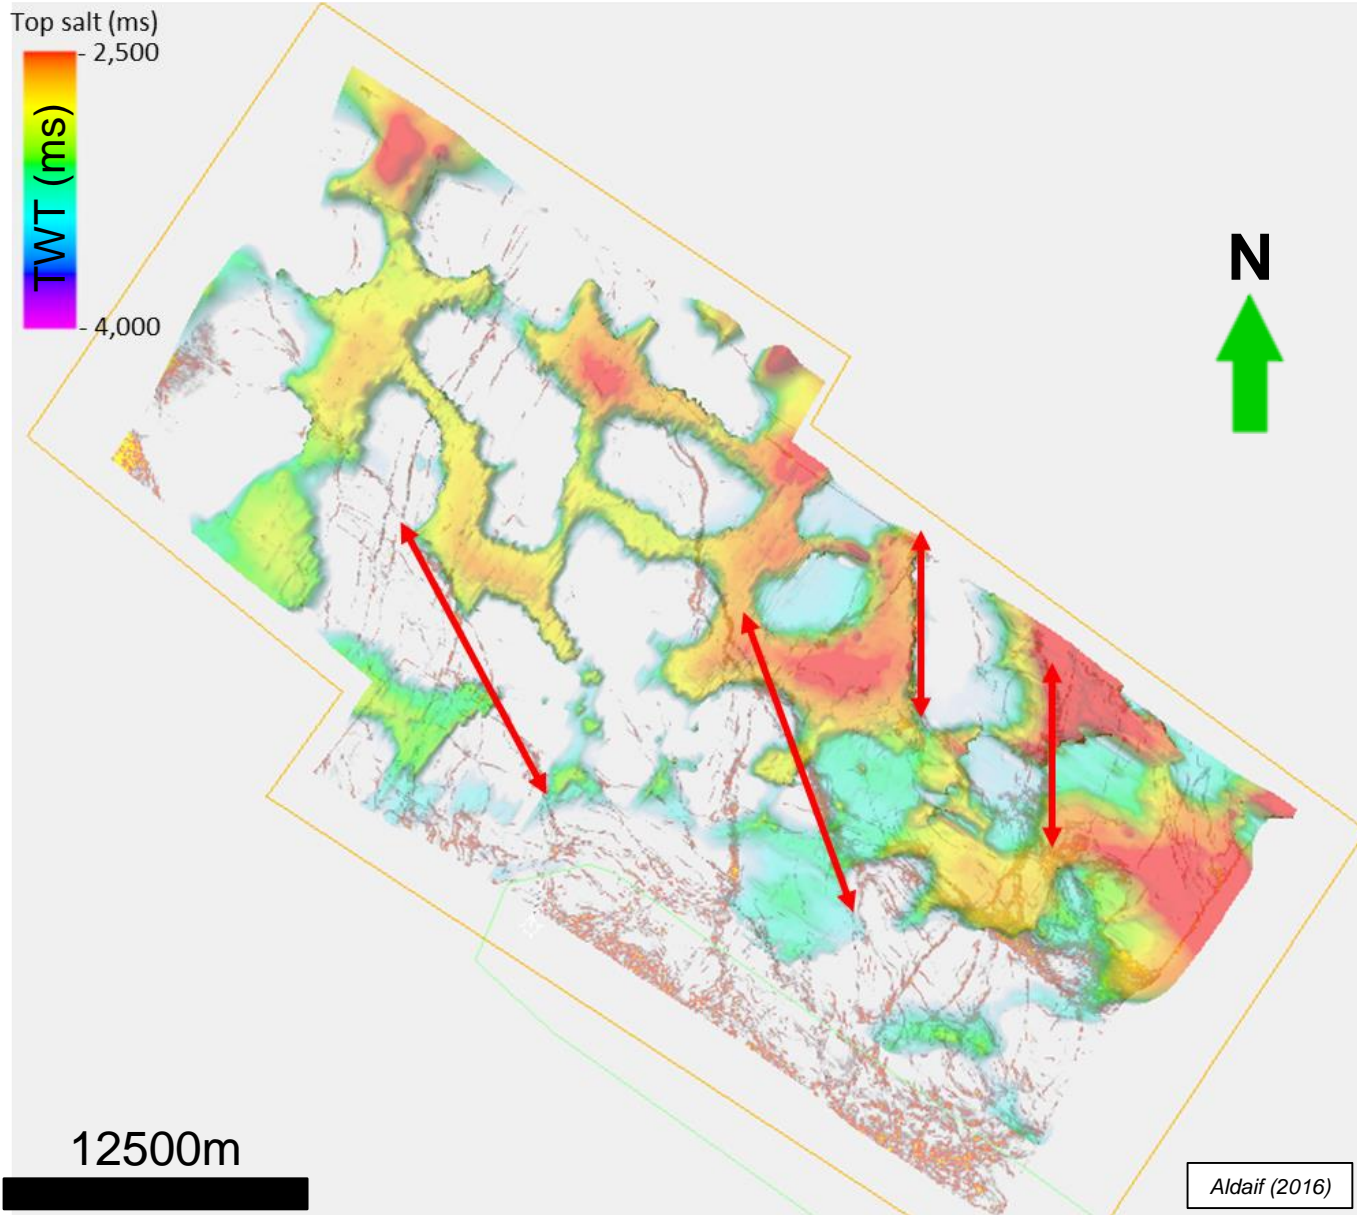 Top salt (ms)
- 2,500
TWT (ms)
- 4,000
N
12500m
Aldaif (2016)